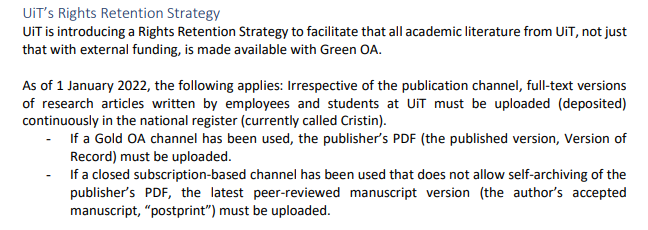 UiT's Rights Retention Strategy
UiT is introducing a Rights Retention Strategy to facilitate that all academic literature from UiT, not just
that with external funding, is made available with Green OA.
As of 1 January 2022, the following applies: Irrespective of the publication channel, full-text versions
of research articles written by employees and students at UiT must be uploaded (deposited)
continuously in the national register (currently called Cristin).
- If a Gold OA channel has been used, the publisher's PDF (the published version, Version of
Record) must be uploaded.
- If a closed subscription-based channel has been used that does not allow self-archiving of the
publisher's PDF, the latest peer-reviewed manuscript version (the author's accepted
manuscript, "postprint") must be uploaded.